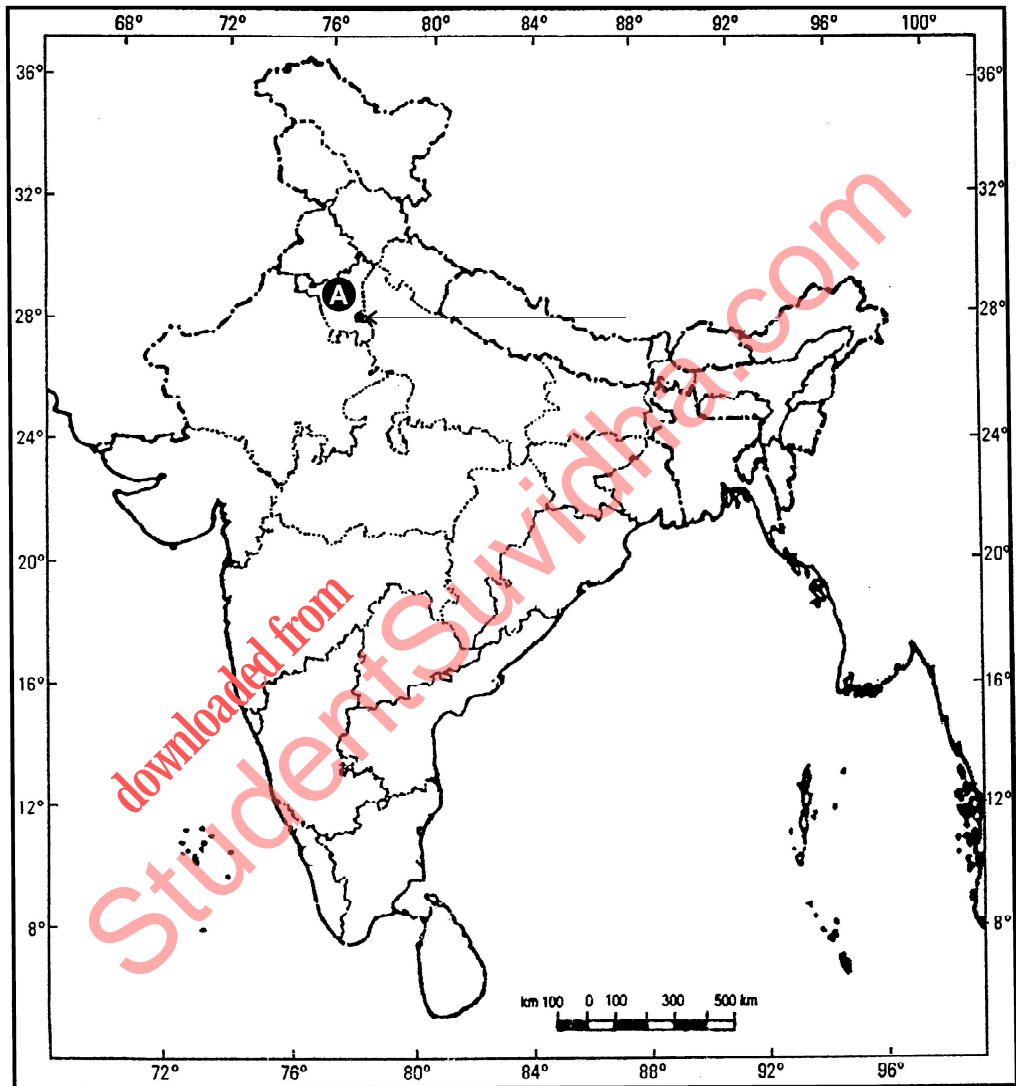 68° 72° 76° 80° 84° 88° 92° 96° 100°
36° 36°
32° 32°
A
28° 28°
24° 24°
20° 20°
16° 16°
12° 12°
8° 8°
downloaded from
StudentSuvidha.com
km 100 0 100 300 500 km
72° 76° 80° 84° 88° 92° 96°